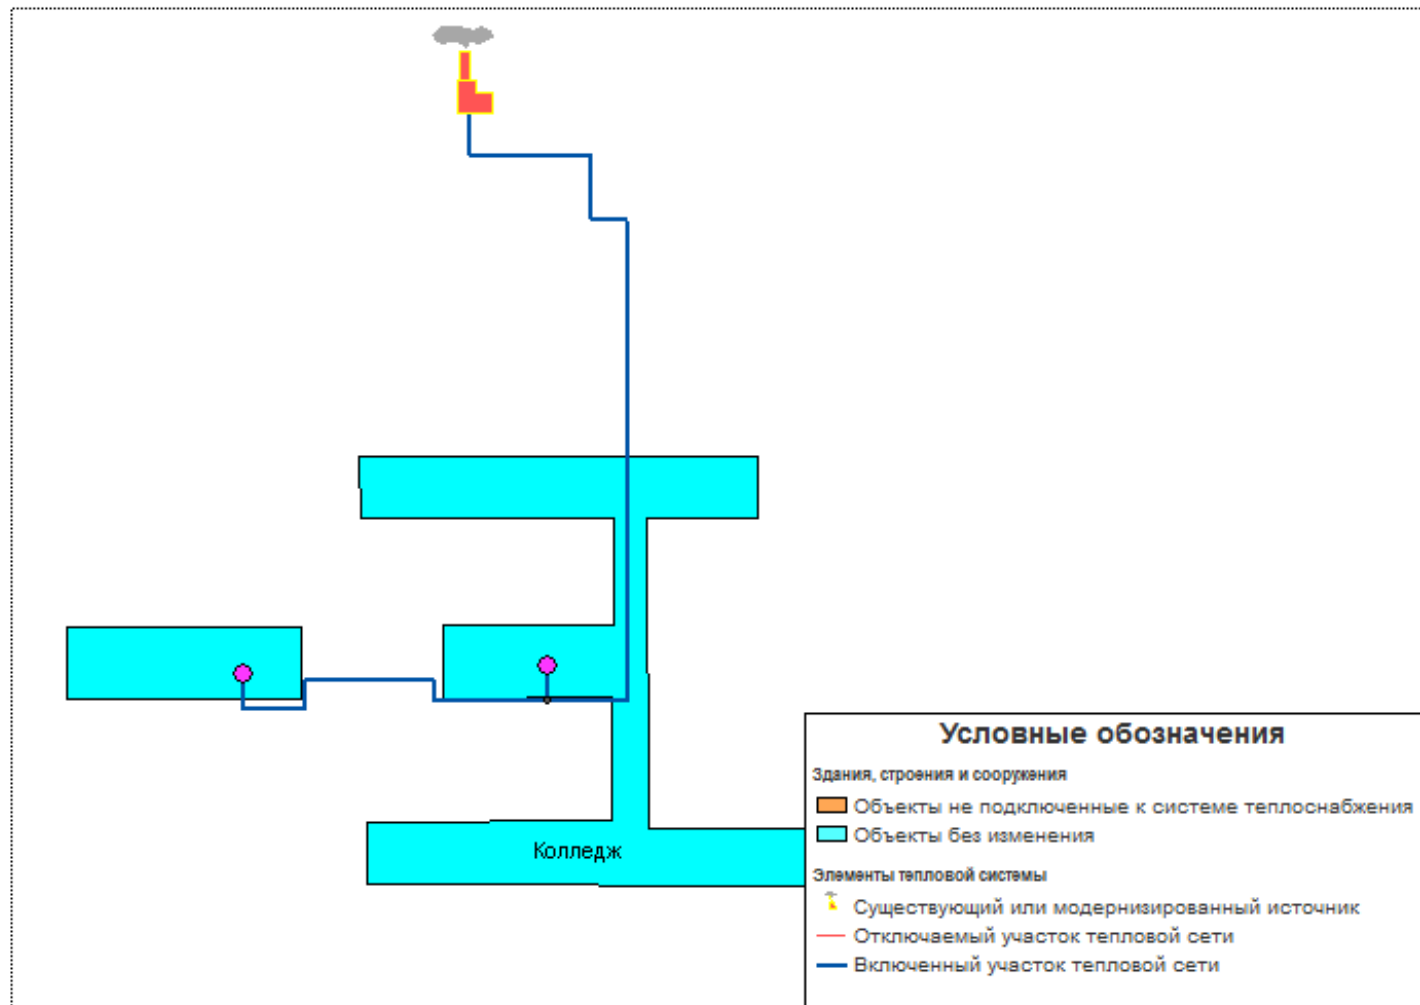 Колледж
Условные обозначения
Здания, строения и сооружения
Объекты не подключенные к системе теплоснабжения
Объекты без изменения
Элементы тепловой системы
Существующий или модернизированный источник
Отключаемый участок тепловой сети
Включенный участок тепловой сети